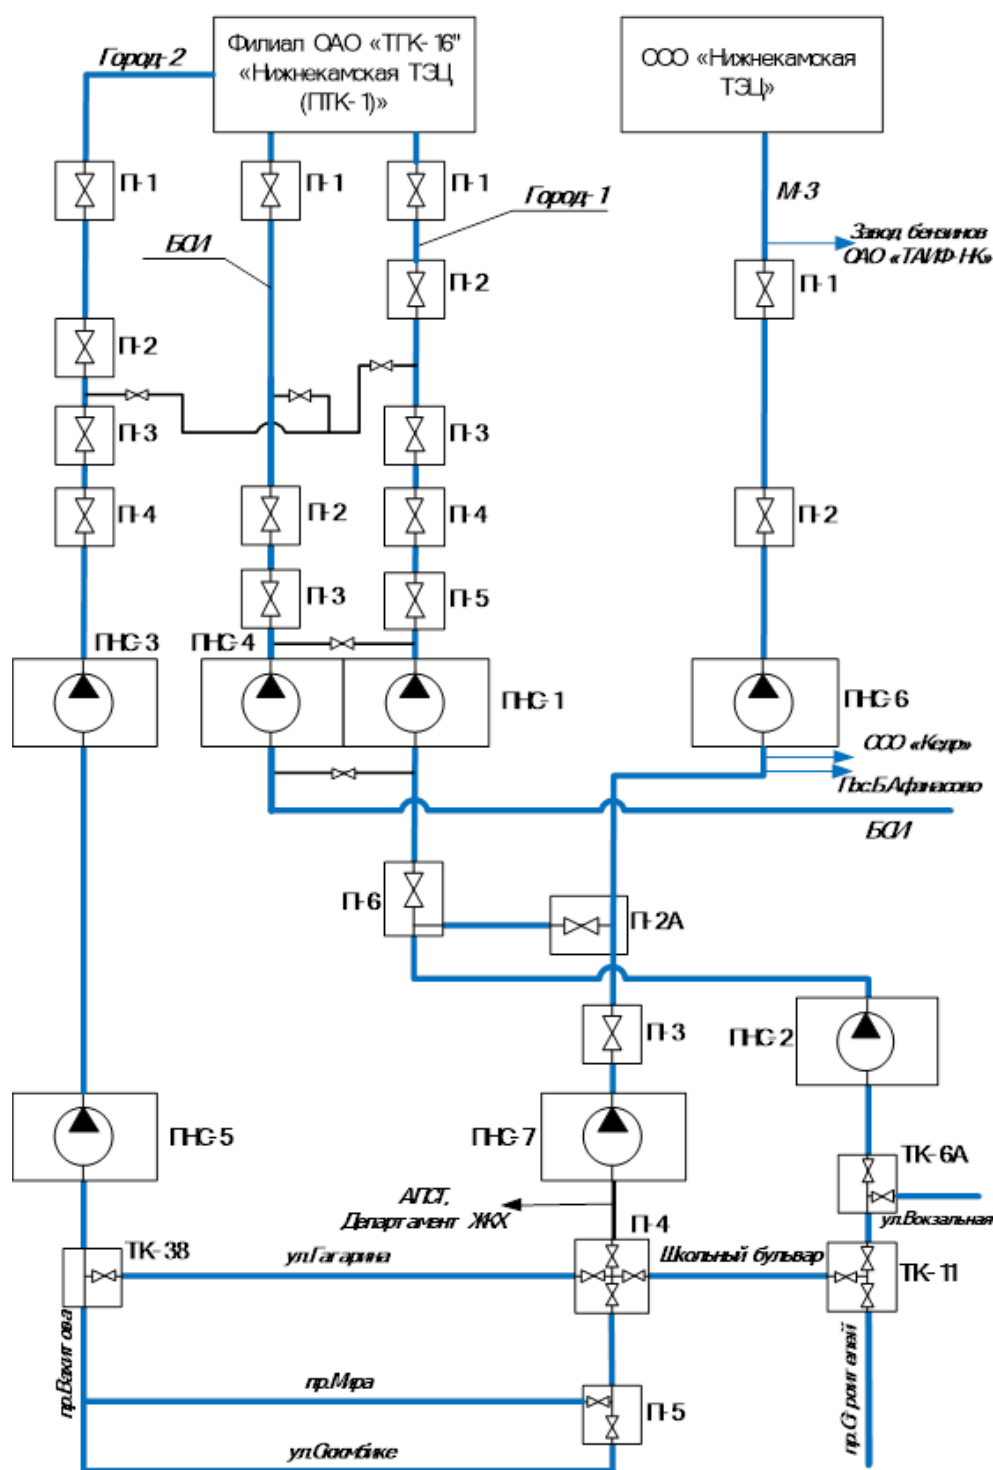 Город-2
Филиал ОАО «ТГК-16"
«Нижнекамская ТЭЦ
(ПТК-1)»
ООО «Нижнекамская
ТЭЦ»
П-1
П-1
П-1
М-3
Город-1
БСИ
Завод бензинов
ОАО «ТАИФ-НК»
П-2
П-1
П-2
П-3
П-3
П-4
П-2
П-4
П-2
П-3
П-5
ПНС-3
ПНС-4
ПНС-1
ПНС-6
ООО «Кедр»
Пос.Б.Афанасово
БСИ
П-6
П-2А
П-3
ПНС-2
ПНС-5
ПНС-7
ТК-6А
АПСТ,
Департамент ЖКХ
ул.Вокзальная
П-4
ТК-38
ул.Гагарина
Школьный бульвар
ТК-11
пр.Вахитова
пр.Мира
пр.Строителей
П-5
ул.Сююмбике